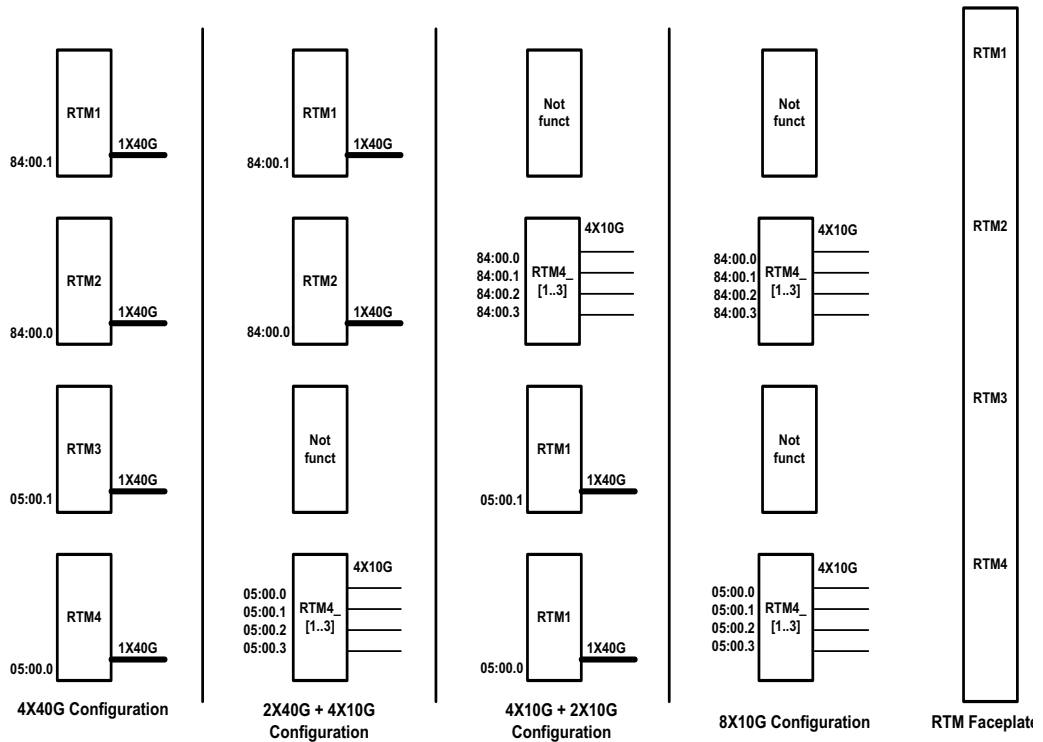 RTM1
1X40G
84:00.1
RTM2
1X40G
84:00.0
RTM3
1X40G
05:00.1
RTM4
1X40G
05:00.0
4X40G Configuration
RTM1
1X40G
84:00.1
RTM2
1X40G
84:00.0
Not
funct
4X10G
05:00.0
05:00.1
05:00.2
05:00.3
RTM4_
[1..3]
2X40G + 4X10G
Configuration
Not
funct
4X10G
84:00.0
84:00.1
84:00.2
84:00.3
RTM4_
[1..3]
RTM1
1X40G
05:00.1
RTM1
1X40G
05:00.0
4X10G + 2X10G
Configuration
Not
funct
4X10G
84:00.0
84:00.1
84:00.2
84:00.3
RTM4_
[1..3]
Not
funct
4X10G
05:00.0
05:00.1
05:00.2
05:00.3
RTM4_
[1..3]
8X10G Configuration
RTM1
RTM2
RTM3
RTM4
RTM Faceplate